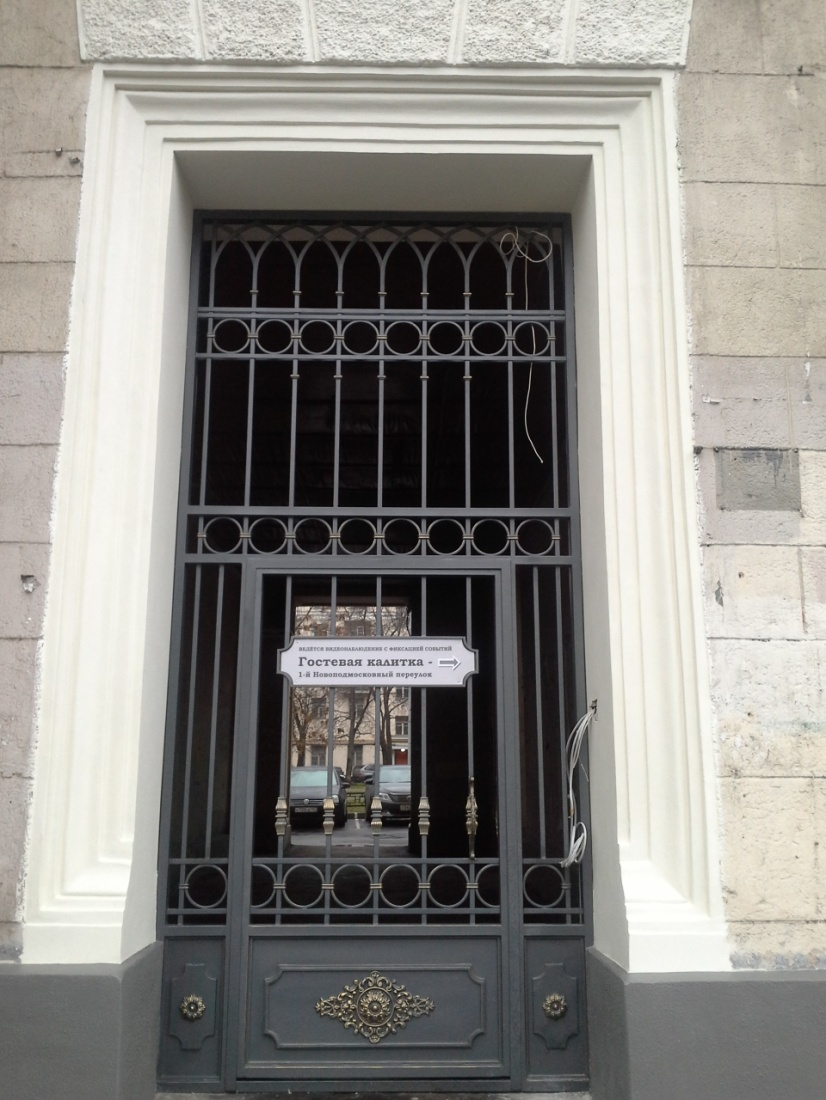 ВЕДЁТСЯ ВИДЕОНАБЛЮДЕНИЕ С ФИКСАЦИЕЙ СОБЫТИЙ
Гостевая калитка -
1-й Новоподмосковный переулок